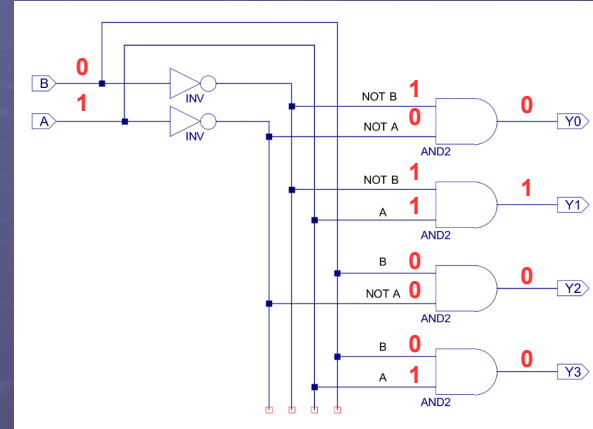 B 0
INV
A 1
INV
NOT B 1
NOT A 0
AND2
0
Y0
NOT B 1
A 1
AND2
1
Y1
B 0
NOT A 0
AND2
0
Y2
B 0
A 1
AND2
0
Y3